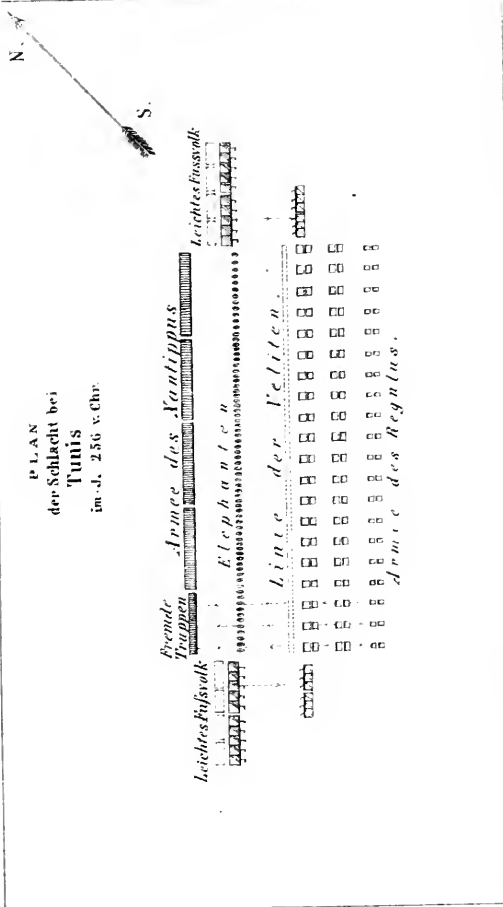 N.
S.
PLAN
der Schlacht bei
Tunis
im J. 256 v. Chr.
Leichtes Fußvolk
Fremde
Truppen
Armee des Xantippus
Leichtes Fussvolk
Elephanten
Linie der Veliten.
Armee des Regulus.